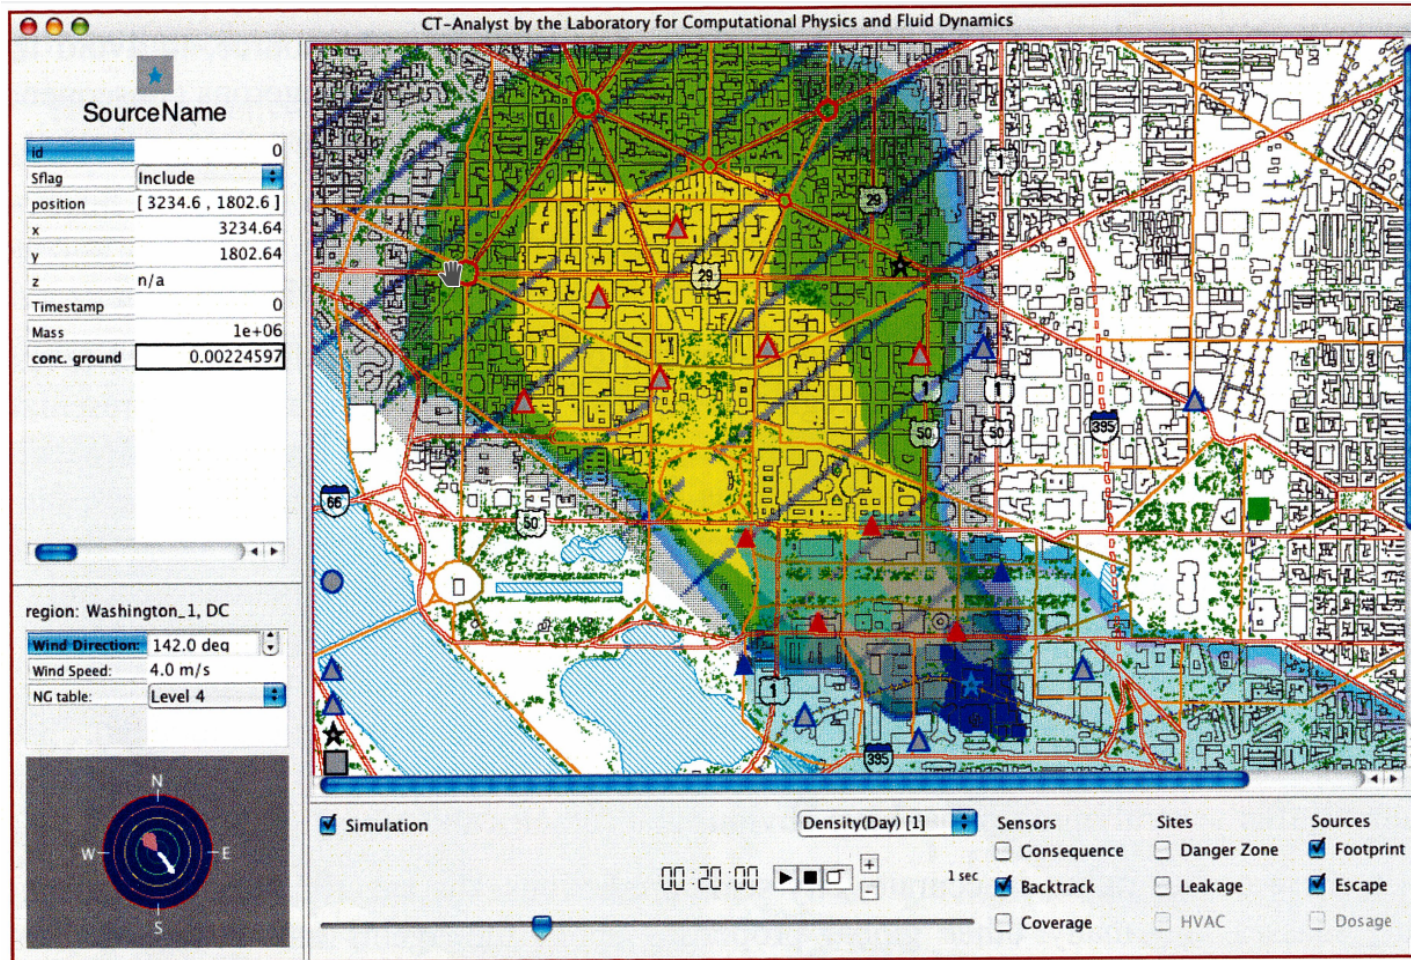 CT-Analyst by the Laboratory for Computational Physics and Fluid Dynamics
SourceName
id 0
Sflag Include
position [ 3234.6 , 1802.6 ]
x 3234.64
y 1802.64
z n/a
Timestamp 0
Mass 1e+06
conc. ground 0.00224597
region: Washington_1, DC
Wind Direction: 142.0 deg
Wind Speed: 4.0 m/s
NG table: Level 4
N
W E
S
1
29
29
1 1
50 50
395
66
50
1
395
Simulation
Density(Day) [1]
00:20:00
+
-
1 sec
Sensors Sites Sources
Consequence Danger Zone Footprint
Backtrack Leakage Escape
Coverage HVAC Dosage